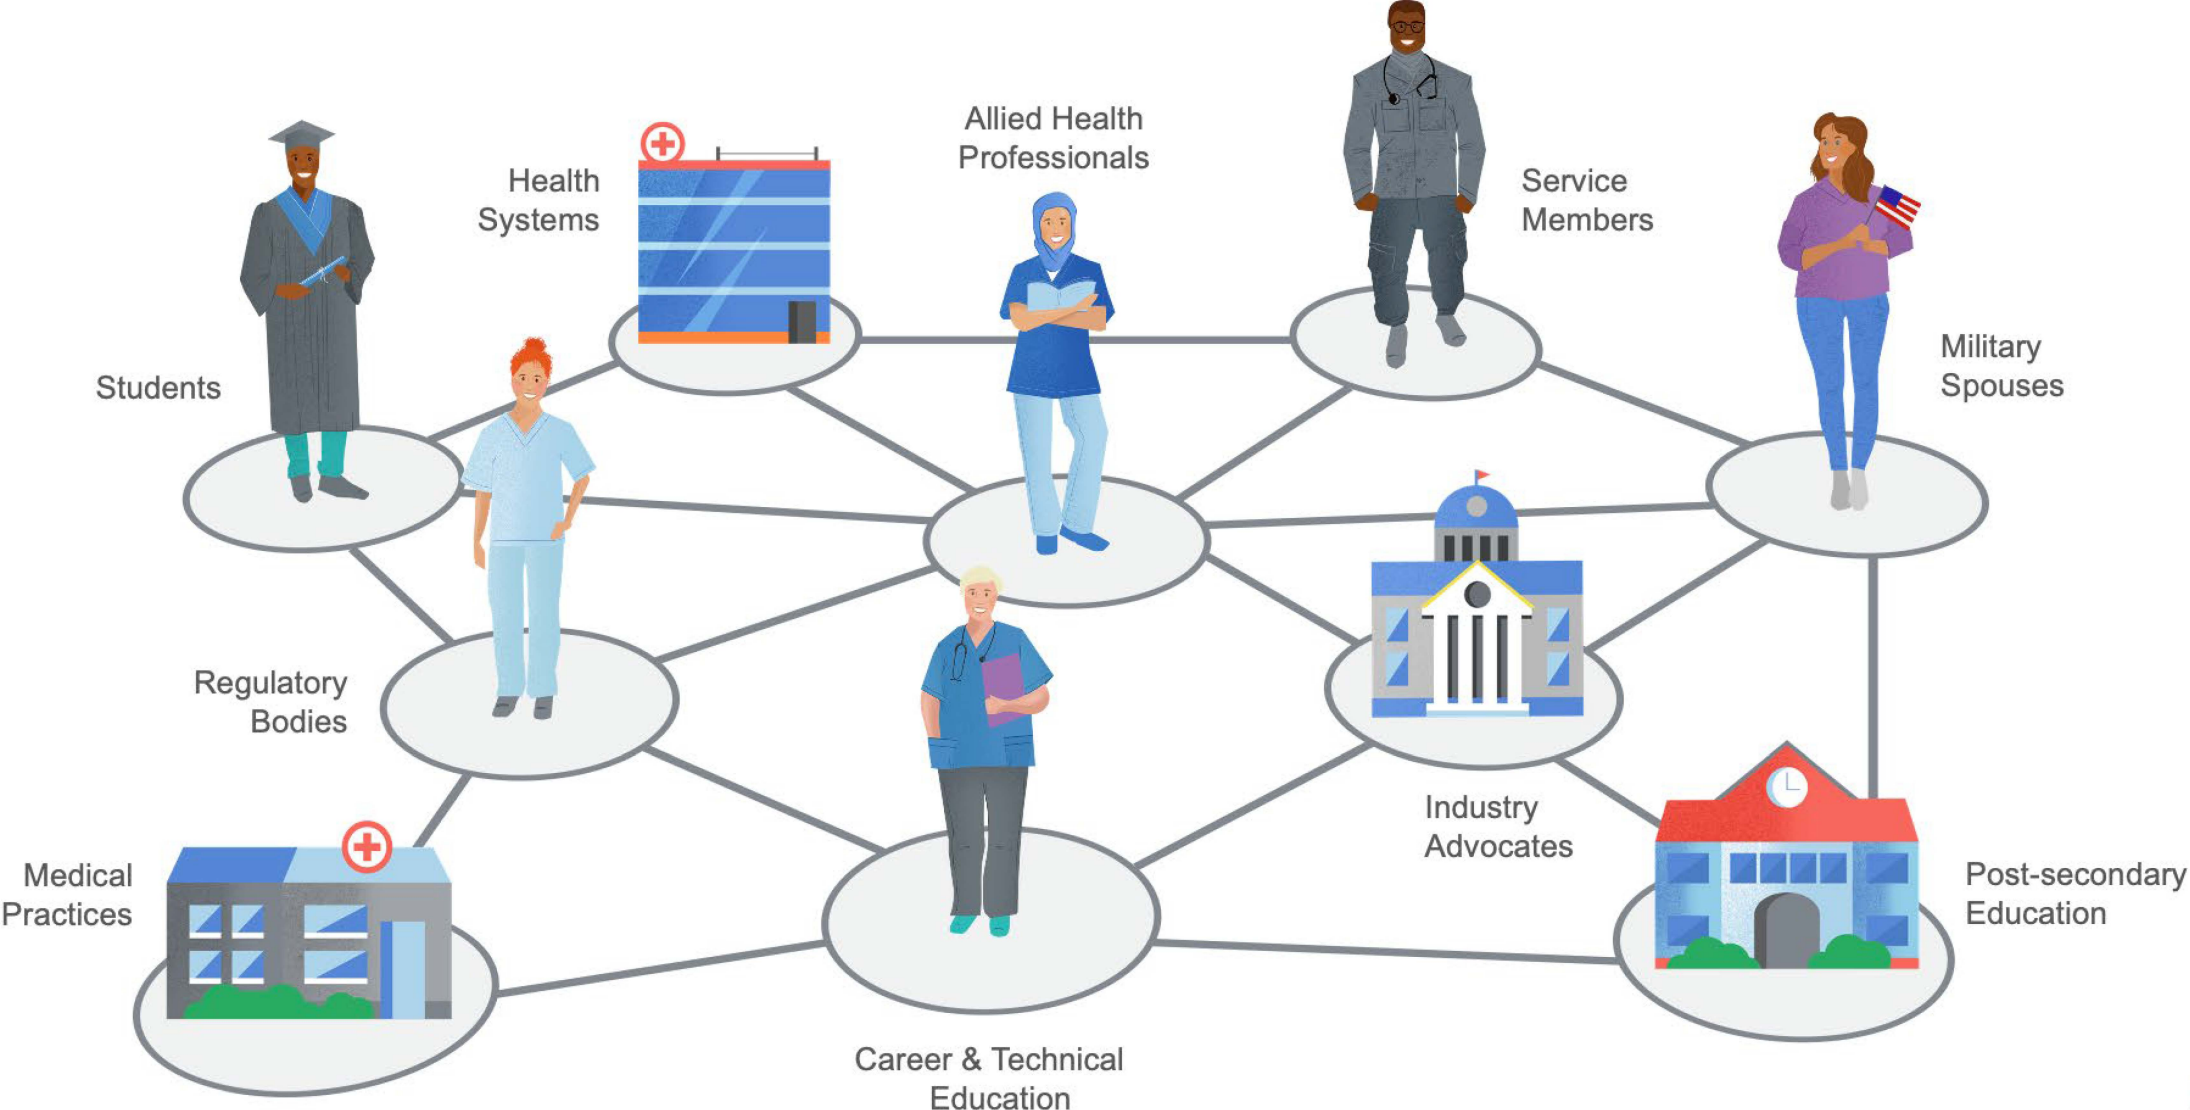 Allied Health
Professionals
Health
Systems
Service
Members
Students
Military
Spouses
Regulatory
Bodies
Industry
Advocates
Medical
Practices
Post-secondary
Education
Career & Technical
Education